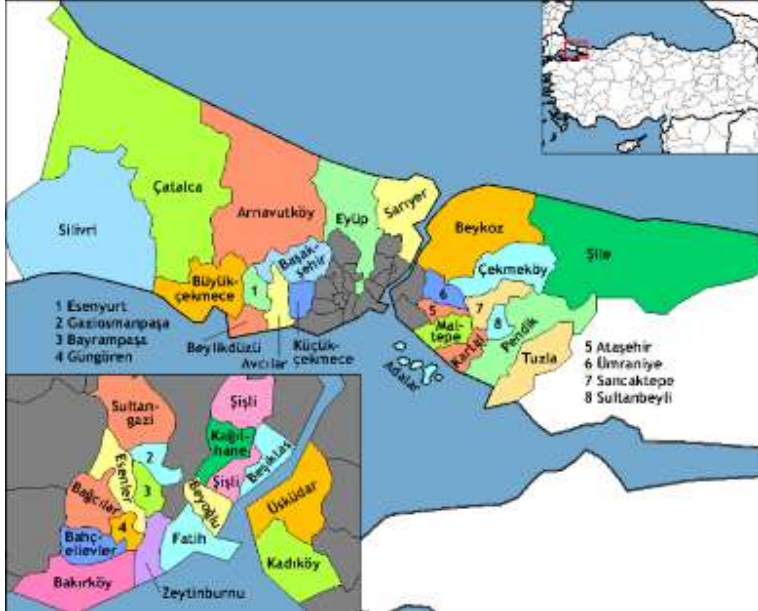 Çatalca
Silivri
Arnavutköy
Eyüp
Sarıyer
Beykoz
Şile
Çekmeköy
Başak-
şehir
Büyük-
çekmece
1
6
7
5
8
Mal-
tepe
Kartal
Pendik
Tuzla
Adalar
Beylikdüzü
Avcılar
Küçük-
çekmece
1 Esenyurt
2 Gaziosmanpaşa
3 Bayrampaşa
4 Güngören
5 Ataşehir
6 Ümraniye
7 Sancaktepe
8 Sultanbeyli
Sultan-
gazi
Şişli
Kağıt-
hane
Beşiktaş
Şişli
2
Esenler
3
Bağcılar
4
Beyoğlu
Üsküdar
Bahç-
elievler
Fatih
Kadıköy
Bakırköy
Zeytinburnu